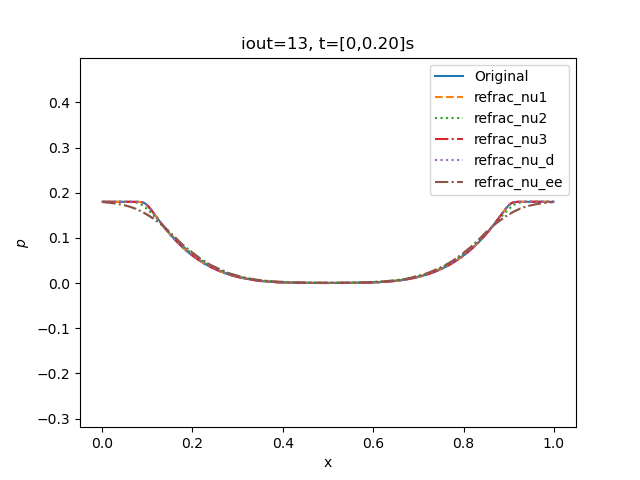 iout=13, t=[0,0.20]s
Original
refrac_nu1
refrac_nu2
refrac_nu3
refrac_nu_d
refrac_nu_ee
0.4
0.3
0.2
0.1
0.0
−0.1
−0.2
−0.3
p
0.0 0.2 0.4 0.6 0.8 1.0
x